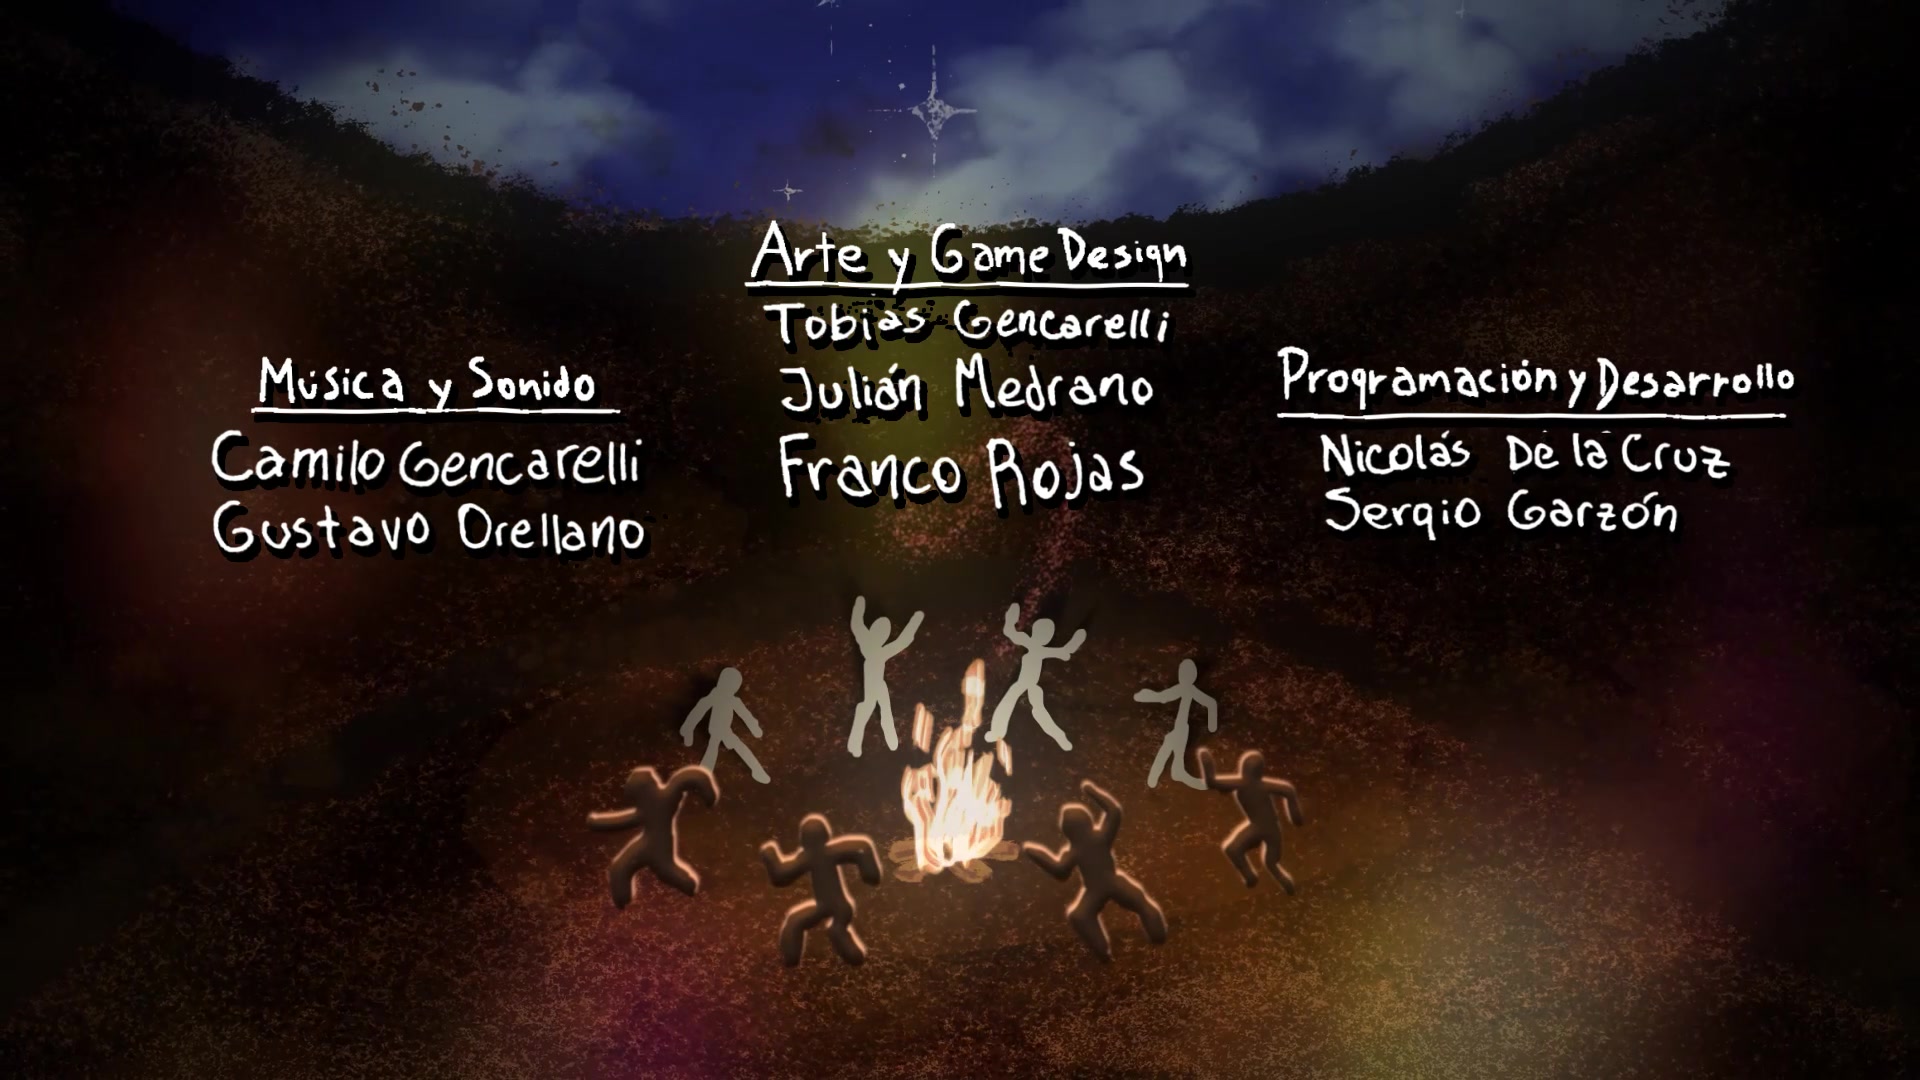 Música y Sonido
Camilo Gencarelli
Gustavo Orellano
Arte y Game Design
Tobias Gencarelli
Julián Medrano
Franco Rojas
Programación y Desarrollo
Nicolás De la Cruz
Sergio Garzón